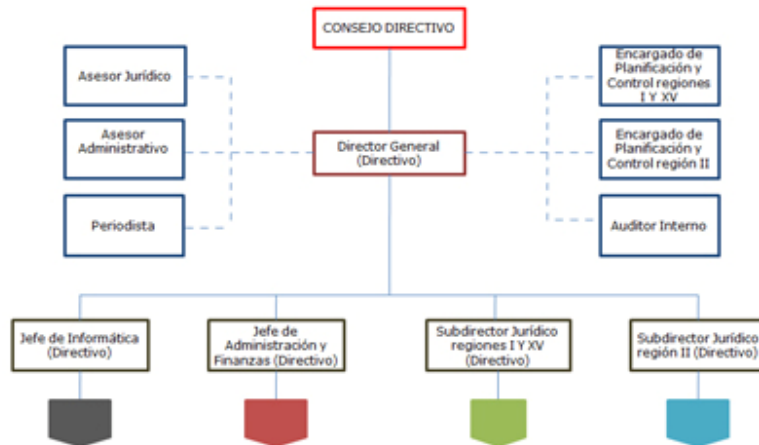 CONSEJO DIRECTIVO
Asesor Jurídico
Encargado de
Planificación y
Control regiones
I Y XV
Asesor
Administrativo
Director General
(Directivo)
Encargado de
Planificación y
Control región II
Periodista
Auditor Interno
Jefe de Informática
(Directivo)
Jefe de
Administración y
Finanzas (Directivo)
Subdirector Jurídico
regiones I Y XV
(Directivo)
Subdirector Jurídico
región II (Directivo)